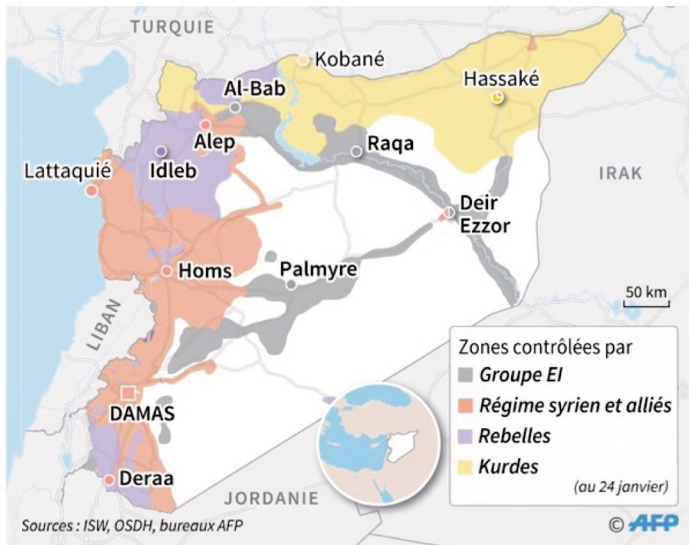 TURQUIE
Kobané
Al-Bab
Hassaké
Alep
Raqa
Idleb
Lattaquié
IRAK
Deir
Ezzor
Homs
Palmyre
50 km
LIBAN
Zones contrôlées par
Groupe EI
Régime syrien et alliés
Rebelles
Kurdes
(au 24 janvier)
DAMAS
Deraa
JORDANIE
Sources : ISW, OSDH, bureaux AFP
© AFP